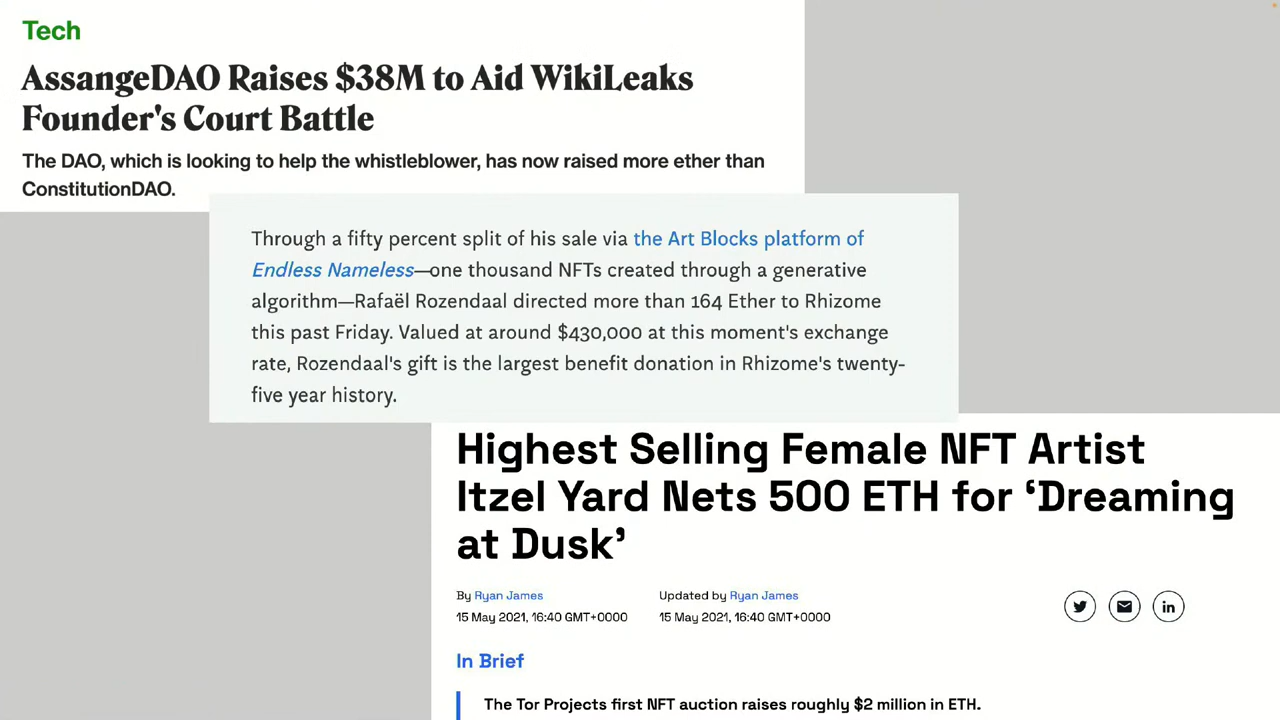 Tech
AssangeDAO Raises $38M to Aid WikiLeaks
Founder's Court Battle
The DAO, which is looking to help the whistleblower, has now raised more ether than
ConstitutionDAO.
Through a fifty percent split of his sale via the Art Blocks platform of
Endless Nameless—one thousand NFTs created through a generative
algorithm—Rafaël Rozendaal directed more than 164 Ether to Rhizome
this past Friday. Valued at around $430,000 at this moment's exchange
rate, Rozendaal's gift is the largest benefit donation in Rhizome's twenty-
five year history.
Highest Selling Female NFT Artist
Itzel Yard Nets 500 ETH for ‘Dreaming
at Dusk’
By Ryan James
15 May 2021, 16:40 GMT+0000
Updated by Ryan James
15 May 2021, 16:40 GMT+0000
in
In Brief
The Tor Projects first NFT auction raises roughly $2 million in ETH.